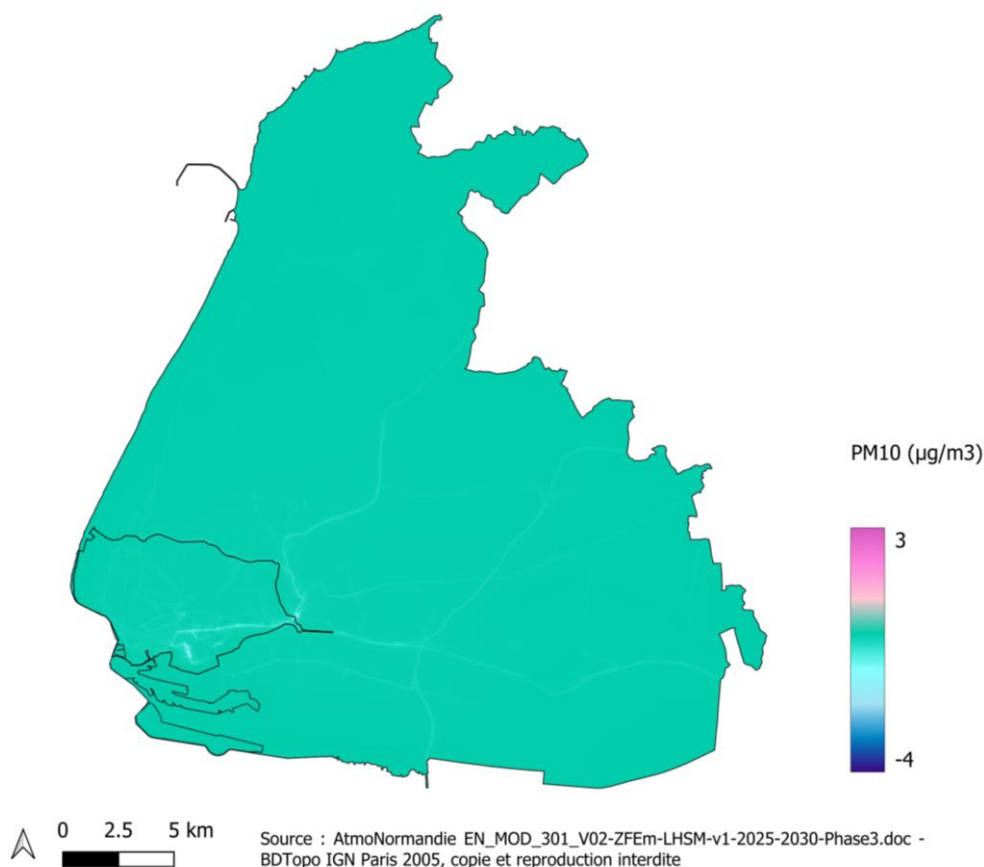 PM10 (µg/m3)
3
-4
0 2.5 5 km
Source : AtmoNormandie EN_MOD_301_V02-ZFEm-LHSM-v1-2025-2030-Phase3.doc -
BDTopo IGN Paris 2005, copie et reproduction interdite